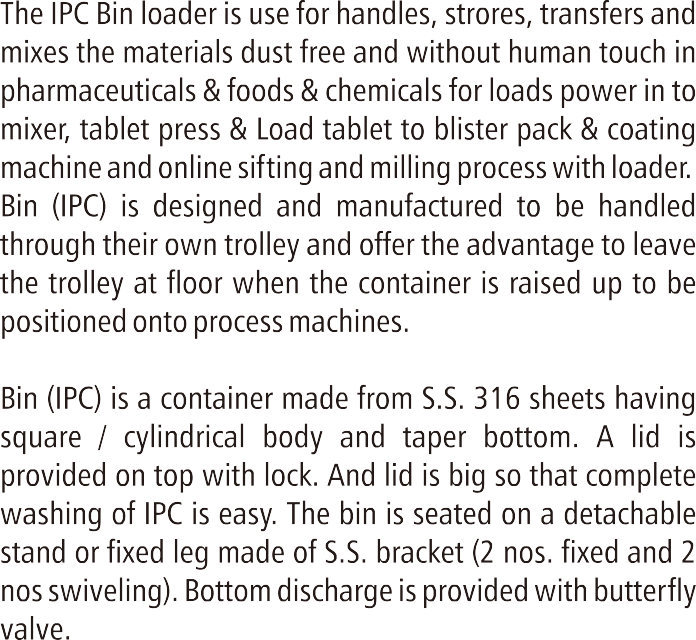 The IPC Bin loader is use for handles, strores, transfers and
mixes the materials dust free and without human touch in
pharmaceuticals & foods & chemicals for loads power in to
mixer, tablet press & Load tablet to blister pack & coating
machine and online sifting and milling process with loader.
Bin (IPC) is designed and manufactured to be handled
through their own trolley and offer the advantage to leave
the trolley at floor when the container is raised up to be
positioned onto process machines.

Bin (IPC) is a container made from S.S. 316 sheets having
square / cylindrical body and taper bottom. A lid is
provided on top with lock. And lid is big so that complete
washing of IPC is easy. The bin is seated on a detachable
stand or fixed leg made of S.S. bracket (2 nos. fixed and 2
nos swiveling). Bottom discharge is provided with butterfly
valve.